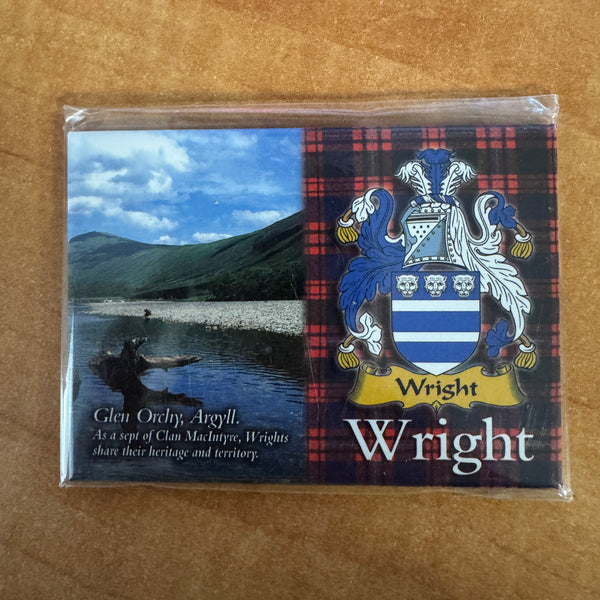 Glen Orchy, Argyll.
As a sept of Clan MacIntyre, Wrights
share their heritage and territory.
Wright
Wright